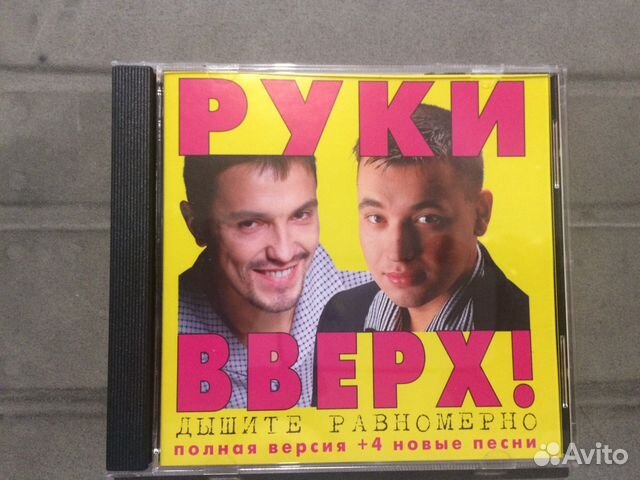 РУКИ
ВВЕРХ!
ДЫШИТЕ РАВНОМЕРНО
ПОЛНАЯ ВЕРСИЯ +4 НОВЫЕ ПЕСНИ
Avito